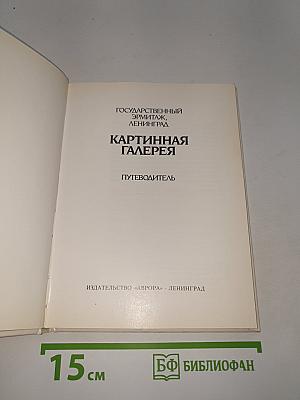 ГОСУДАРСТВЕННЫЙ
ЭРМИТАЖ,
ЛЕНИНГРАД
КАРТИННАЯ
ГАЛЕРЕЯ
ПУТЕВОДИТЕЛЬ
ИЗДАТЕЛЬСТВО «АВРОРА» · ЛЕНИНГРАД
15 см
БФ БИБЛИОФАН